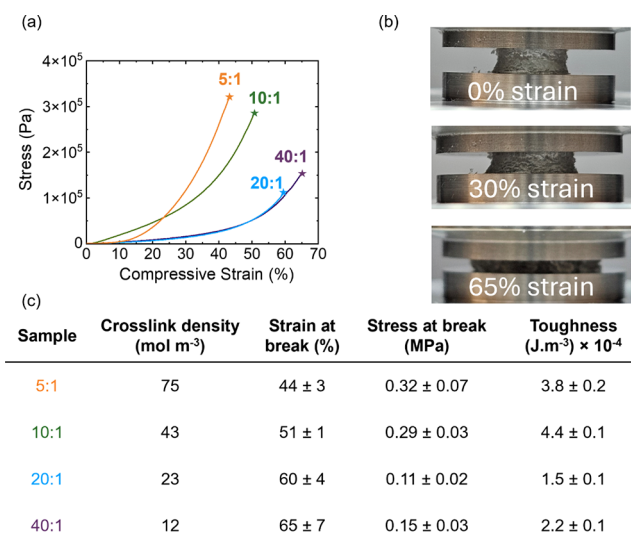 (a)
(b)
4×10⁵
3×10⁵
2×10⁵
1×10⁵
0
Stress (Pa)
5:1
10:1
40:1
20:1
0 10 20 30 40 50 60 70
Compressive Strain (%)
0% strain
30% strain
65% strain
(c)
Sample Crosslink density (mol m⁻³) Strain at break (%) Stress at break (MPa) Toughness (J.m⁻³) × 10⁻⁴
5:1 75 44 ± 3 0.32 ± 0.07 3.8 ± 0.2
10:1 43 51 ± 1 0.29 ± 0.03 4.4 ± 0.1
20:1 23 60 ± 4 0.11 ± 0.02 1.5 ± 0.1
40:1 12 65 ± 7 0.15 ± 0.03 2.2 ± 0.1